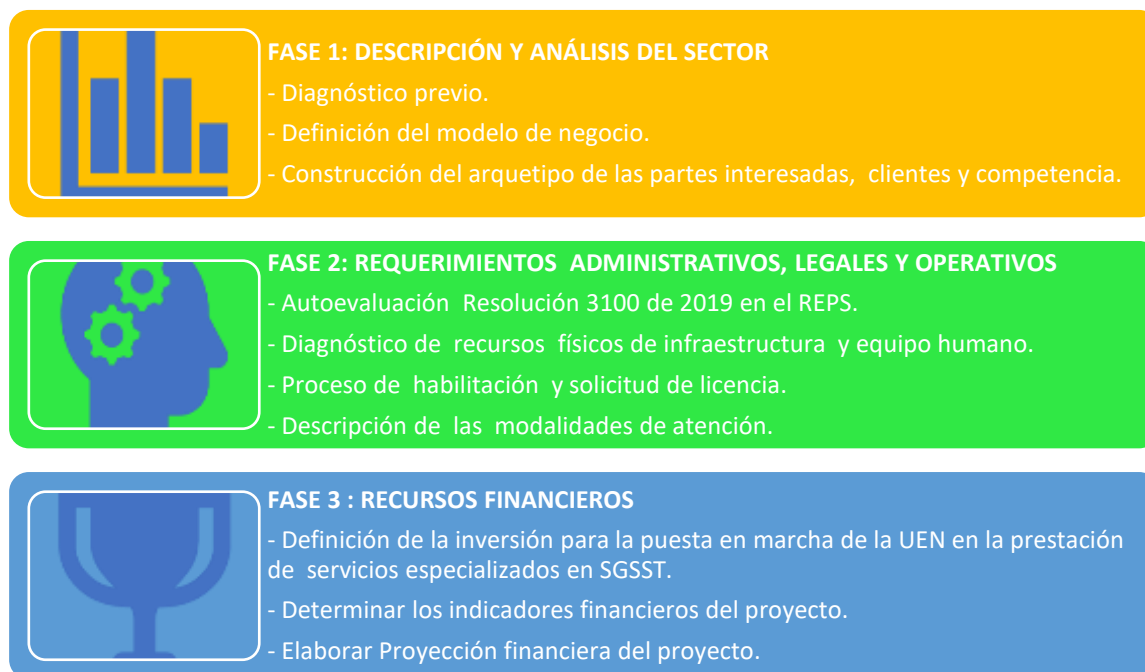 FASE 1: DESCRIPCIÓN Y ANÁLISIS DEL SECTOR
- Diagnóstico previo.
- Definición del modelo de negocio.
- Construcción del arquetipo de las partes interesadas, clientes y competencia.
FASE 2: REQUERIMIENTOS ADMINISTRATIVOS, LEGALES Y OPERATIVOS
- Autoevaluación Resolución 3100 de 2019 en el REPS.
- Diagnóstico de recursos físicos de infraestructura y equipo humano.
- Proceso de habilitación y solicitud de licencia.
- Descripción de las modalidades de atención.
FASE 3 : RECURSOS FINANCIEROS
- Definición de la inversión para la puesta en marcha de la UEN en la prestación
de servicios especializados en SGSST.
- Determinar los indicadores financieros del proyecto.
- Elaborar Proyección financiera del proyecto.